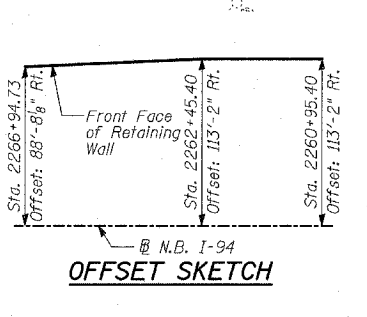 Sta. 2266+94.73
Offset: 88'-8⅛" Rt.
Front Face
of Retaining
Wall
Sta. 2262+45.40
Offset: 113'-2" Rt.
Sta. 2260+95.40
Offset: 113'-2" Rt.
℄ N.B. I-94
OFFSET SKETCH